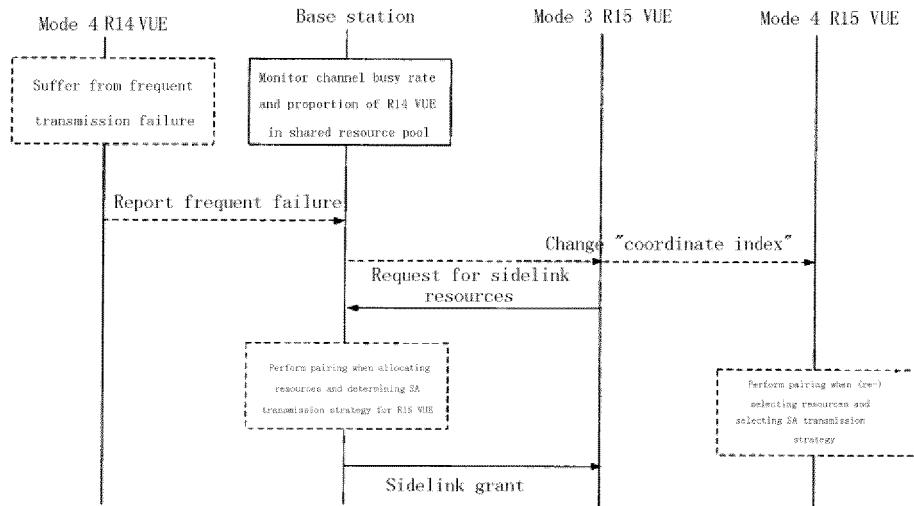 Mode 4 R14 VUE
Base station
Mode 3 R15 VUE
Mode 4 R15 VUE
Suffer from frequent
transmission failure
Monitor channel busy rate
and proportion of R14 VUE
in shared resource pool
Report frequent failure
Change "coordinate index"
Request for sidelink
resources
Perform pairing when allocating
resources and determining SA
transmission strategy for R15 VUE
Perform pairing when (re-)
selecting resources and
selecting SA transmission
strategy
Sidelink grant